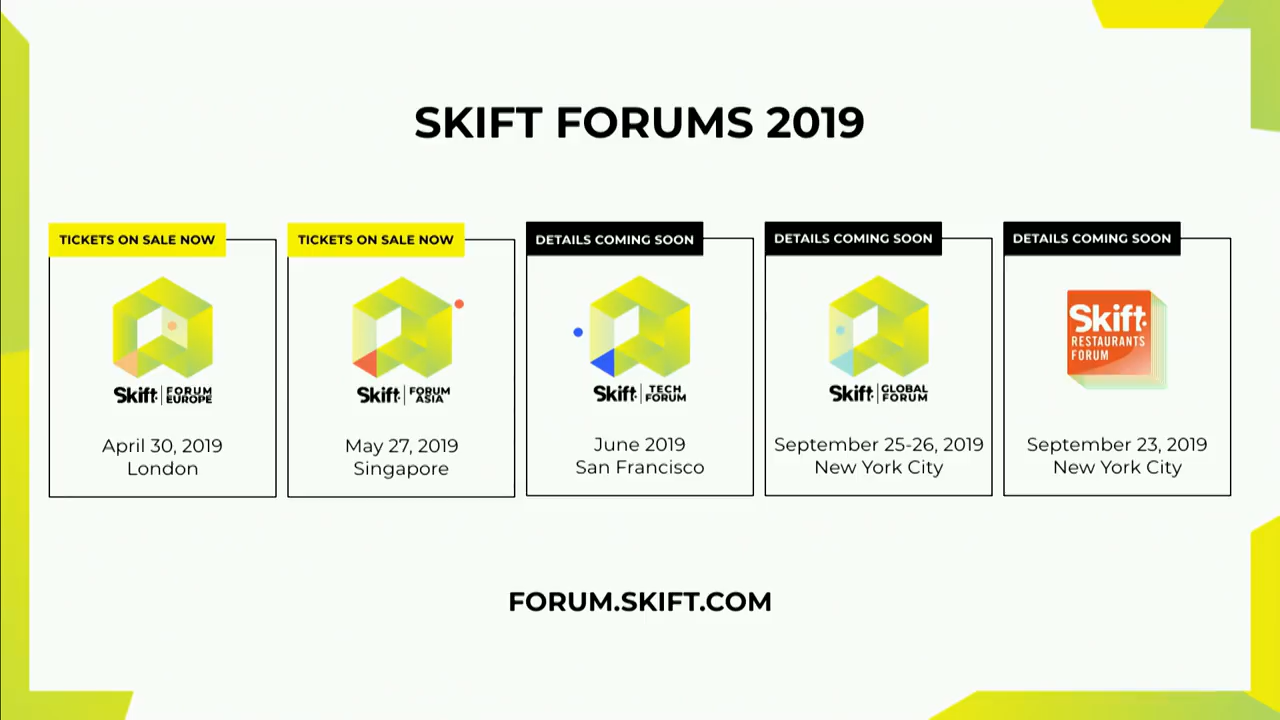 SKIFT FORUMS 2019
TICKETS ON SALE NOW
Skift FORUM
EUROPE
April 30, 2019
London
TICKETS ON SALE NOW
Skift FORUM
ASIA
May 27, 2019
Singapore
DETAILS COMING SOON
Skift TECH
FORUM
June 2019
San Francisco
DETAILS COMING SOON
Skift GLOBAL
FORUM
September 25-26, 2019
New York City
DETAILS COMING SOON
Skift
RESTAURANTS
FORUM
September 23, 2019
New York City
FORUM.SKIFT.COM